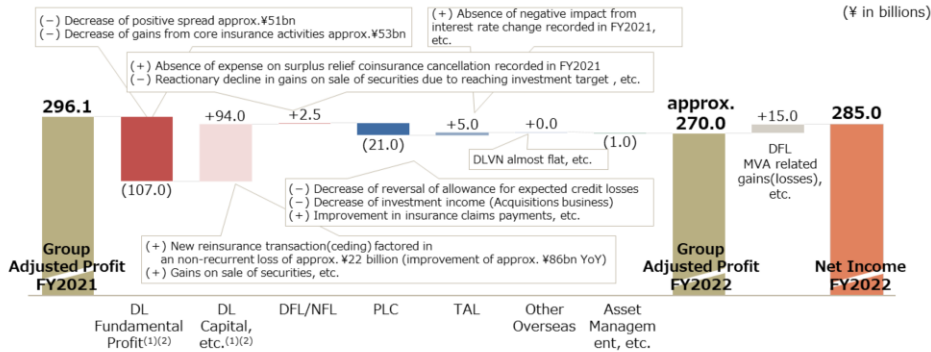 (¥ in billions)
(−) Decrease of positive spread approx.¥51bn
(−) Decrease of gains from core insurance activities approx.¥53bn
(+) Absence of negative impact from
interest rate change recorded in FY2021,
etc.
(+) Absence of expense on surplus relief coinsurance cancellation recorded in FY2021
(−) Reactionary decline in gains on sale of securities due to reaching investment target , etc.
296.1
(107.0)
+94.0
+2.5
(21.0)
+5.0
+0.0
(1.0)
approx.
270.0
+15.0
285.0
DLVN almost flat, etc.
DFL
MVA related
gains(losses),
etc.
(−) Decrease of reversal of allowance for expected credit losses
(−) Decrease of investment income (Acquisitions business)
(+) Improvement in insurance claims payments, etc.
(+) New reinsurance transaction(ceding) factored in
an non-recurrent loss of approx. ¥22 billion (improvement of approx. ¥86bn YoY)
(+) Gains on sale of securities, etc.
Group
Adjusted Profit
FY2021
Group
Adjusted Profit
FY2022
Net Income
FY2022
DL
Fundamental
Profit(1)(2)
DL
Capital,
etc.(1)(2)
DFL/NFL
PLC
TAL
Other
Overseas
Asset
Managem
ent, etc.